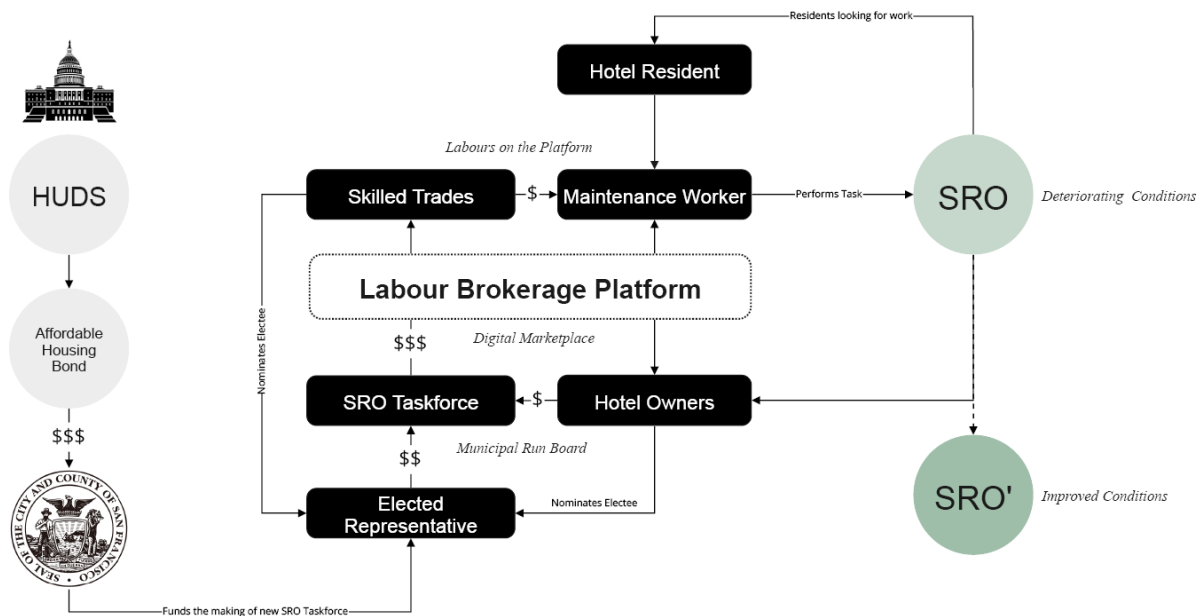 Residents looking for work
Hotel Resident
HUDS
Labours on the Platform
Skilled Trades
$
Maintenance Worker
Performs Task
SRO
Deteriorating Conditions
Labour Brokerage Platform
Affordable
Housing
Bond
$$$
Digital Marketplace
Nominates Electee
SRO Taskforce
$
Hotel Owners
$$$
$$
Municipal Run Board
SRO'
Improved Conditions
Elected
Representative
Nominates Electee
SEAL OF THE CITY AND COUNTY OF SAN FRANCISCO
Funds the making of new SRO Taskforce